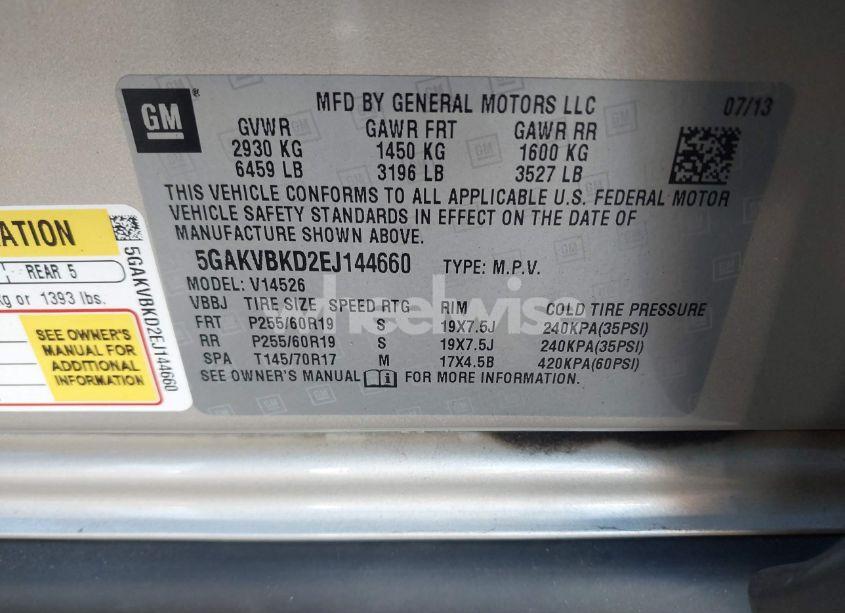 GM
MFD BY GENERAL MOTORS LLC 07/13
GVWR GAWR FRT GAWR RR
2930 KG 1450 KG 1600 KG
6459 LB 3196 LB 3527 LB
THIS VEHICLE CONFORMS TO ALL APPLICABLE U.S. FEDERAL MOTOR
VEHICLE SAFETY STANDARDS IN EFFECT ON THE DATE OF
MANUFACTURE SHOWN ABOVE.
5GAKVBKD2EJ144660 TYPE: M.P.V.
MODEL: V14526
VBBJ TIRE SIZE SPEED RTG RIM COLD TIRE PRESSURE
FRT P255/60R19 S 19X7.5J 240KPA(35PSI)
RR P255/60R19 S 19X7.5J 240KPA(35PSI)
SPA T145/70R17 M 17X4.5B 420KPA(60PSI)
SEE OWNER'S MANUAL FOR MORE INFORMATION.
ATION
REAR 5
kg or 1393 lbs.
SEE OWNER'S
MANUAL FOR
ADDITIONAL
INFORMATION
5GAKVBKD2EJ144660
wheelwise